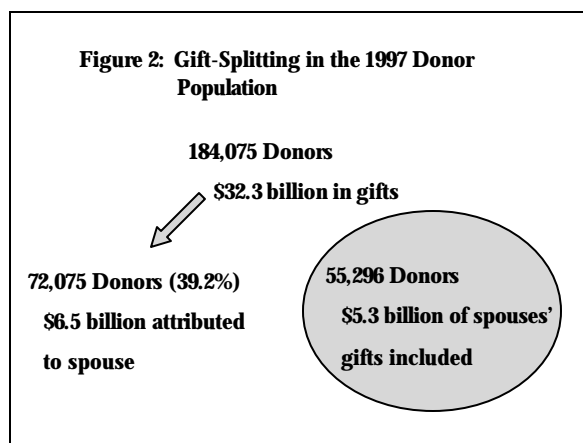 Figure 2: Gift-Splitting in the 1997 Donor
Population
184,075 Donors
$32.3 billion in gifts
72,075 Donors (39.2%)
$6.5 billion attributed
to spouse
55,296 Donors
$5.3 billion of spouses’
gifts included